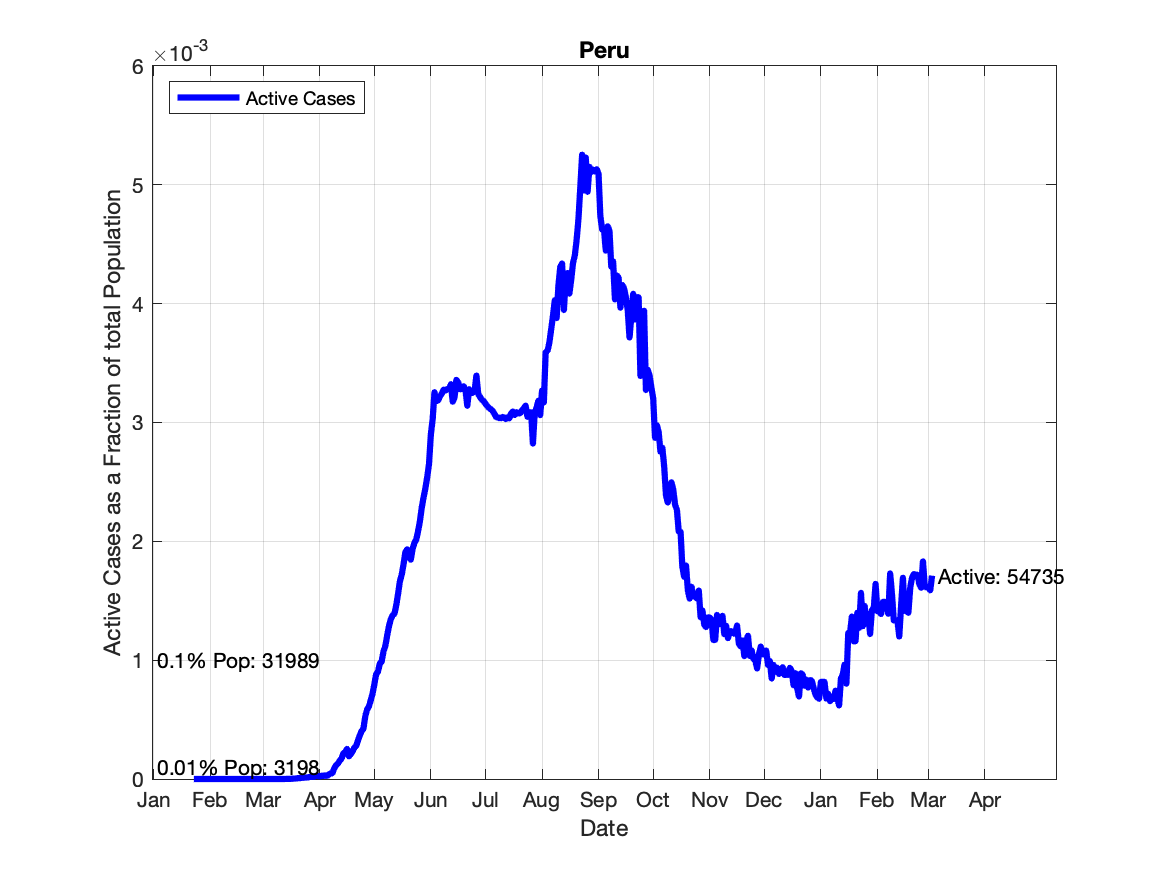 Peru
×10-3
Active Cases
6
5
4
3
2
1
0
Active Cases as a Fraction of total Population
Active: 54735
0.1% Pop: 31989
0.01% Pop: 3198
Jan Feb Mar Apr May Jun Jul Aug Sep Oct Nov Dec Jan Feb Mar Apr
Date